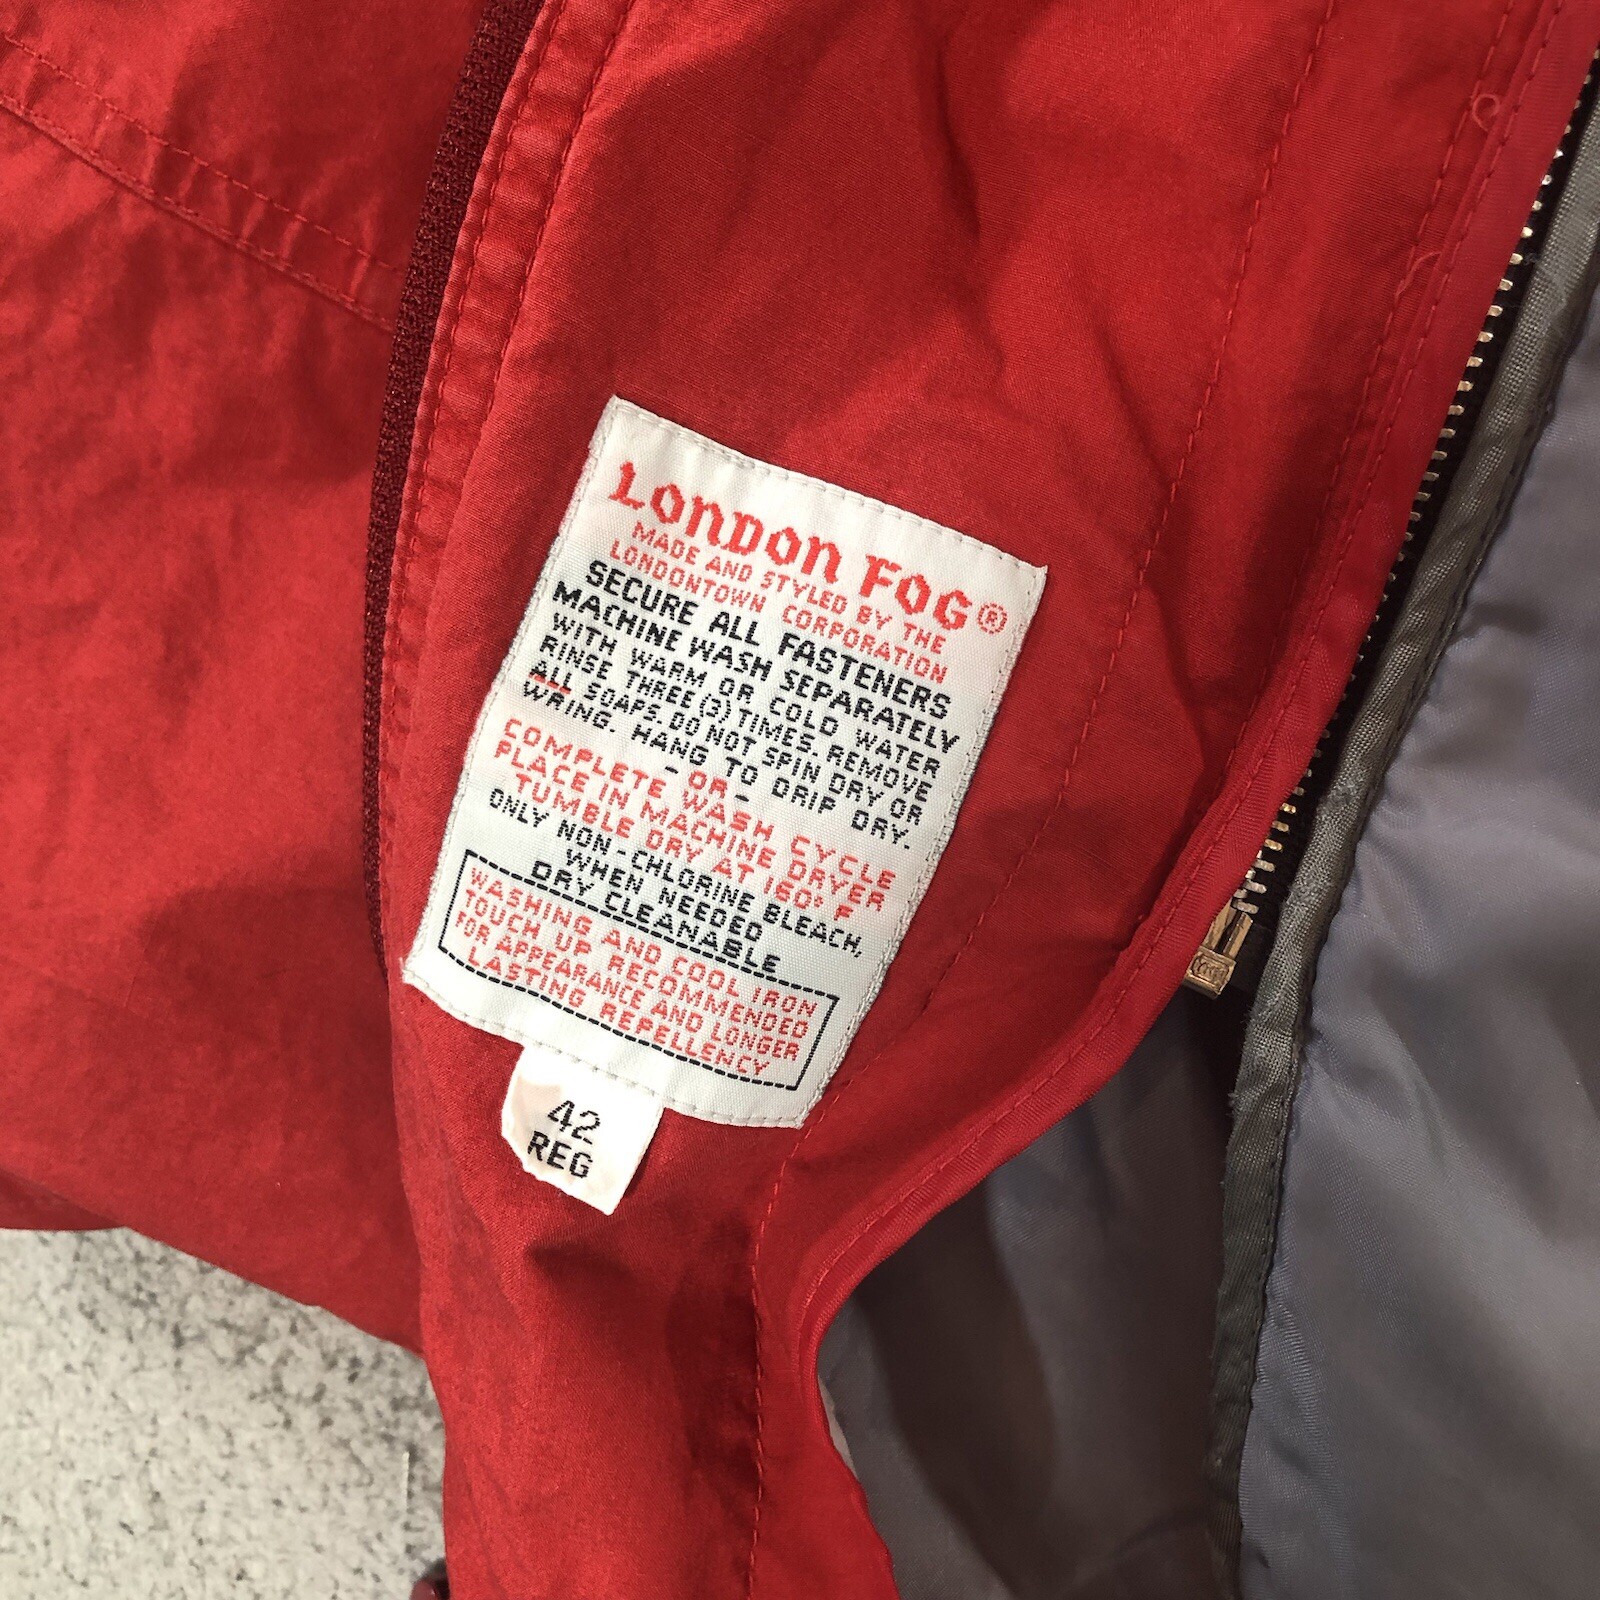 LONDON FOG®
MADE AND STYLED BY THE
LONDONTOWN CORPORATION
SECURE ALL FASTENERS
MACHINE WASH SEPARATELY
WITH WARM OR COLD WATER
RINSE THREE (3) TIMES. REMOVE
ALL SOAPS. DO NOT SPIN DRY OR
WRING. HANG TO DRIP DRY.
-OR-
COMPLETE WASH CYCLE
PLACE IN MACHINE DRYER
TUMBLE DRY AT 160° F
ONLY NON-CHLORINE BLEACH,
WHEN NEEDED
DRY CLEANABLE
WASHING AND COOL IRON
TOUCH UP RECOMMENDED
FOR APPEARANCE AND LONGER
LASTING REPELLENCY
42
REG